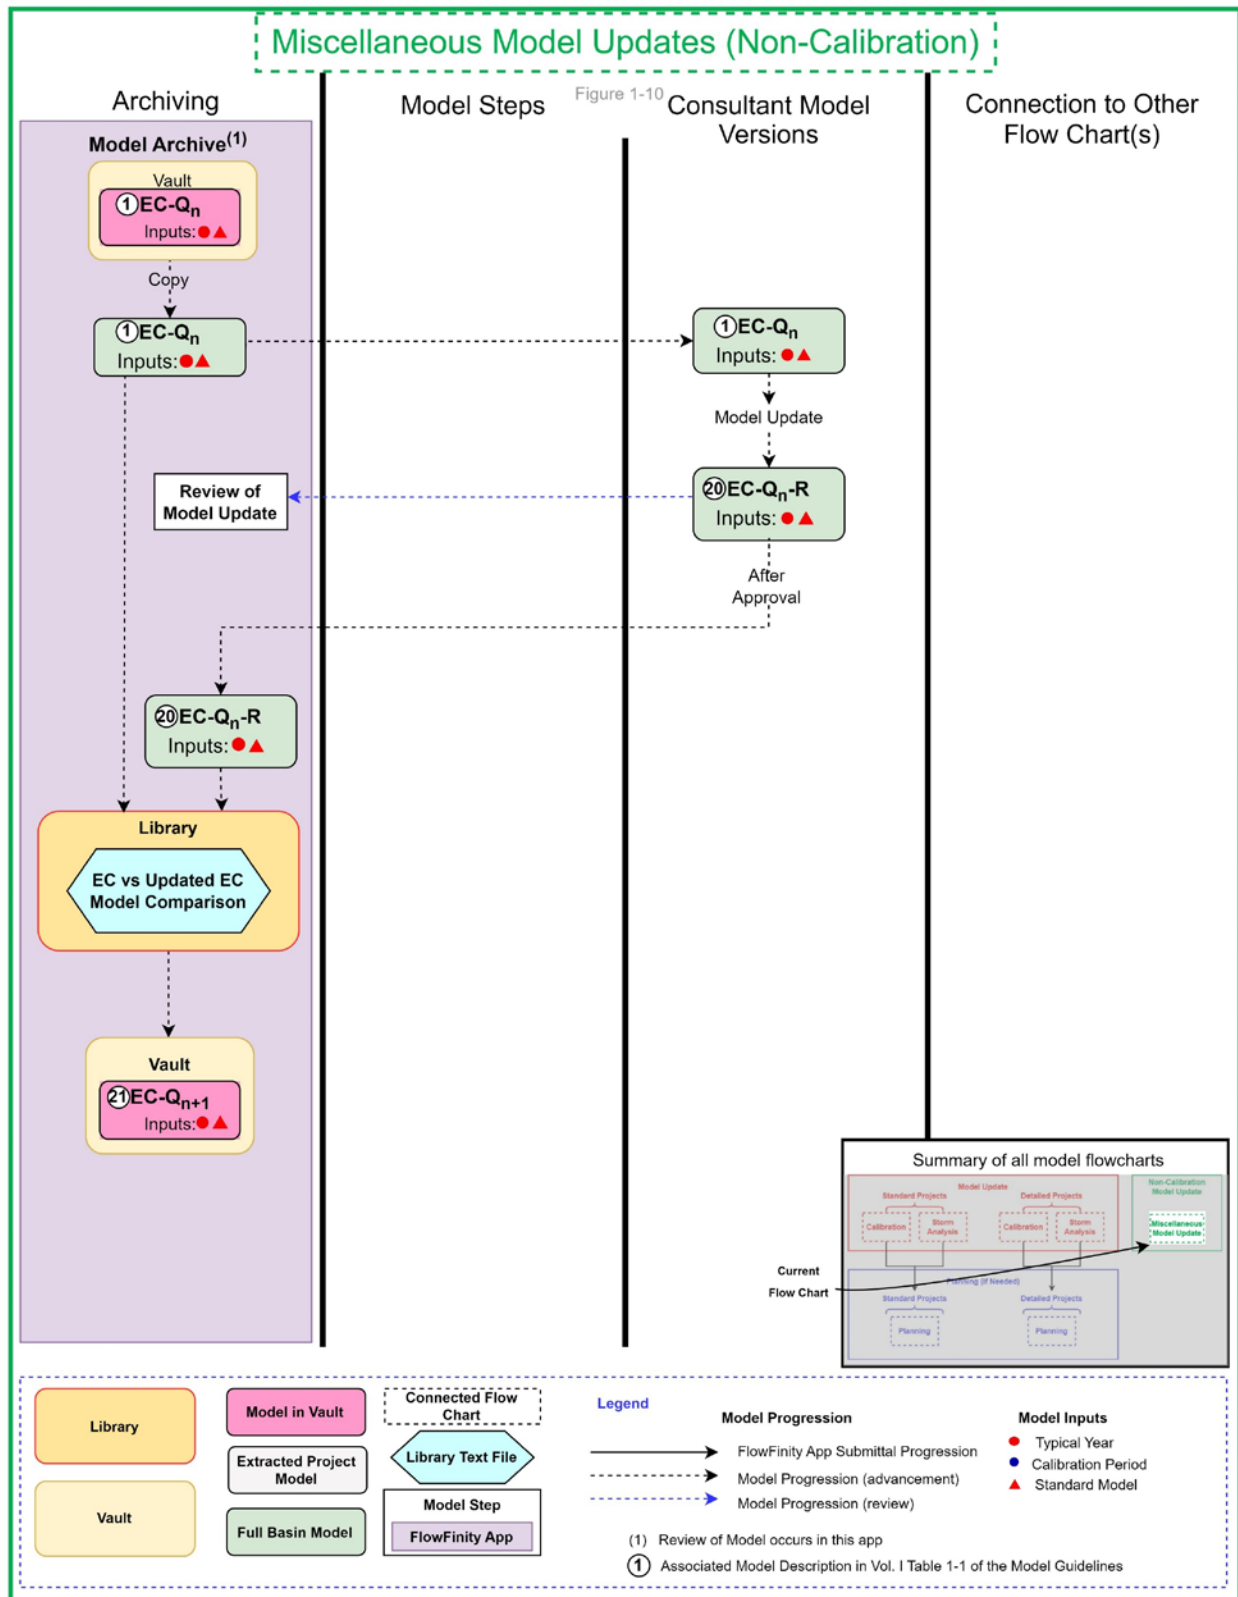 Miscellaneous Model Updates (Non-Calibration)
Figure 1-10
Archiving
Model Steps
Consultant Model
Versions
Connection to Other
Flow Chart(s)
Model Archive(1)
Vault
1 EC-Qn
Inputs:
Copy
1 EC-Qn
Inputs:
1 EC-Qn
Inputs:
Model Update
20 EC-Qn-R
Inputs:
Review of
Model Update
After
Approval
20 EC-Qn-R
Inputs:
Library
EC vs Updated EC
Model Comparison
Vault
21 EC-Qn+1
Inputs:
Summary of all model flowcharts
Model Update
Standard Projects
Detailed Projects
Calibration
Storm
Analysis
Calibration
Storm
Analysis
Non-Calibration
Model Update
Miscellaneous
Model Update
Current
Flow Chart
Planning (If Needed)
Standard Projects
Detailed Projects
Planning
Planning
Legend
Library
Vault
Model in Vault
Extracted Project
Model
Full Basin Model
Connected Flow
Chart
Library Text File
Model Step
FlowFinity App
Model Progression
FlowFinity App Submittal Progression
Model Progression (advancement)
Model Progression (review)
Model Inputs
Typical Year
Calibration Period
Standard Model
(1) Review of Model occurs in this app
1 Associated Model Description in Vol. I Table 1-1 of the Model Guidelines